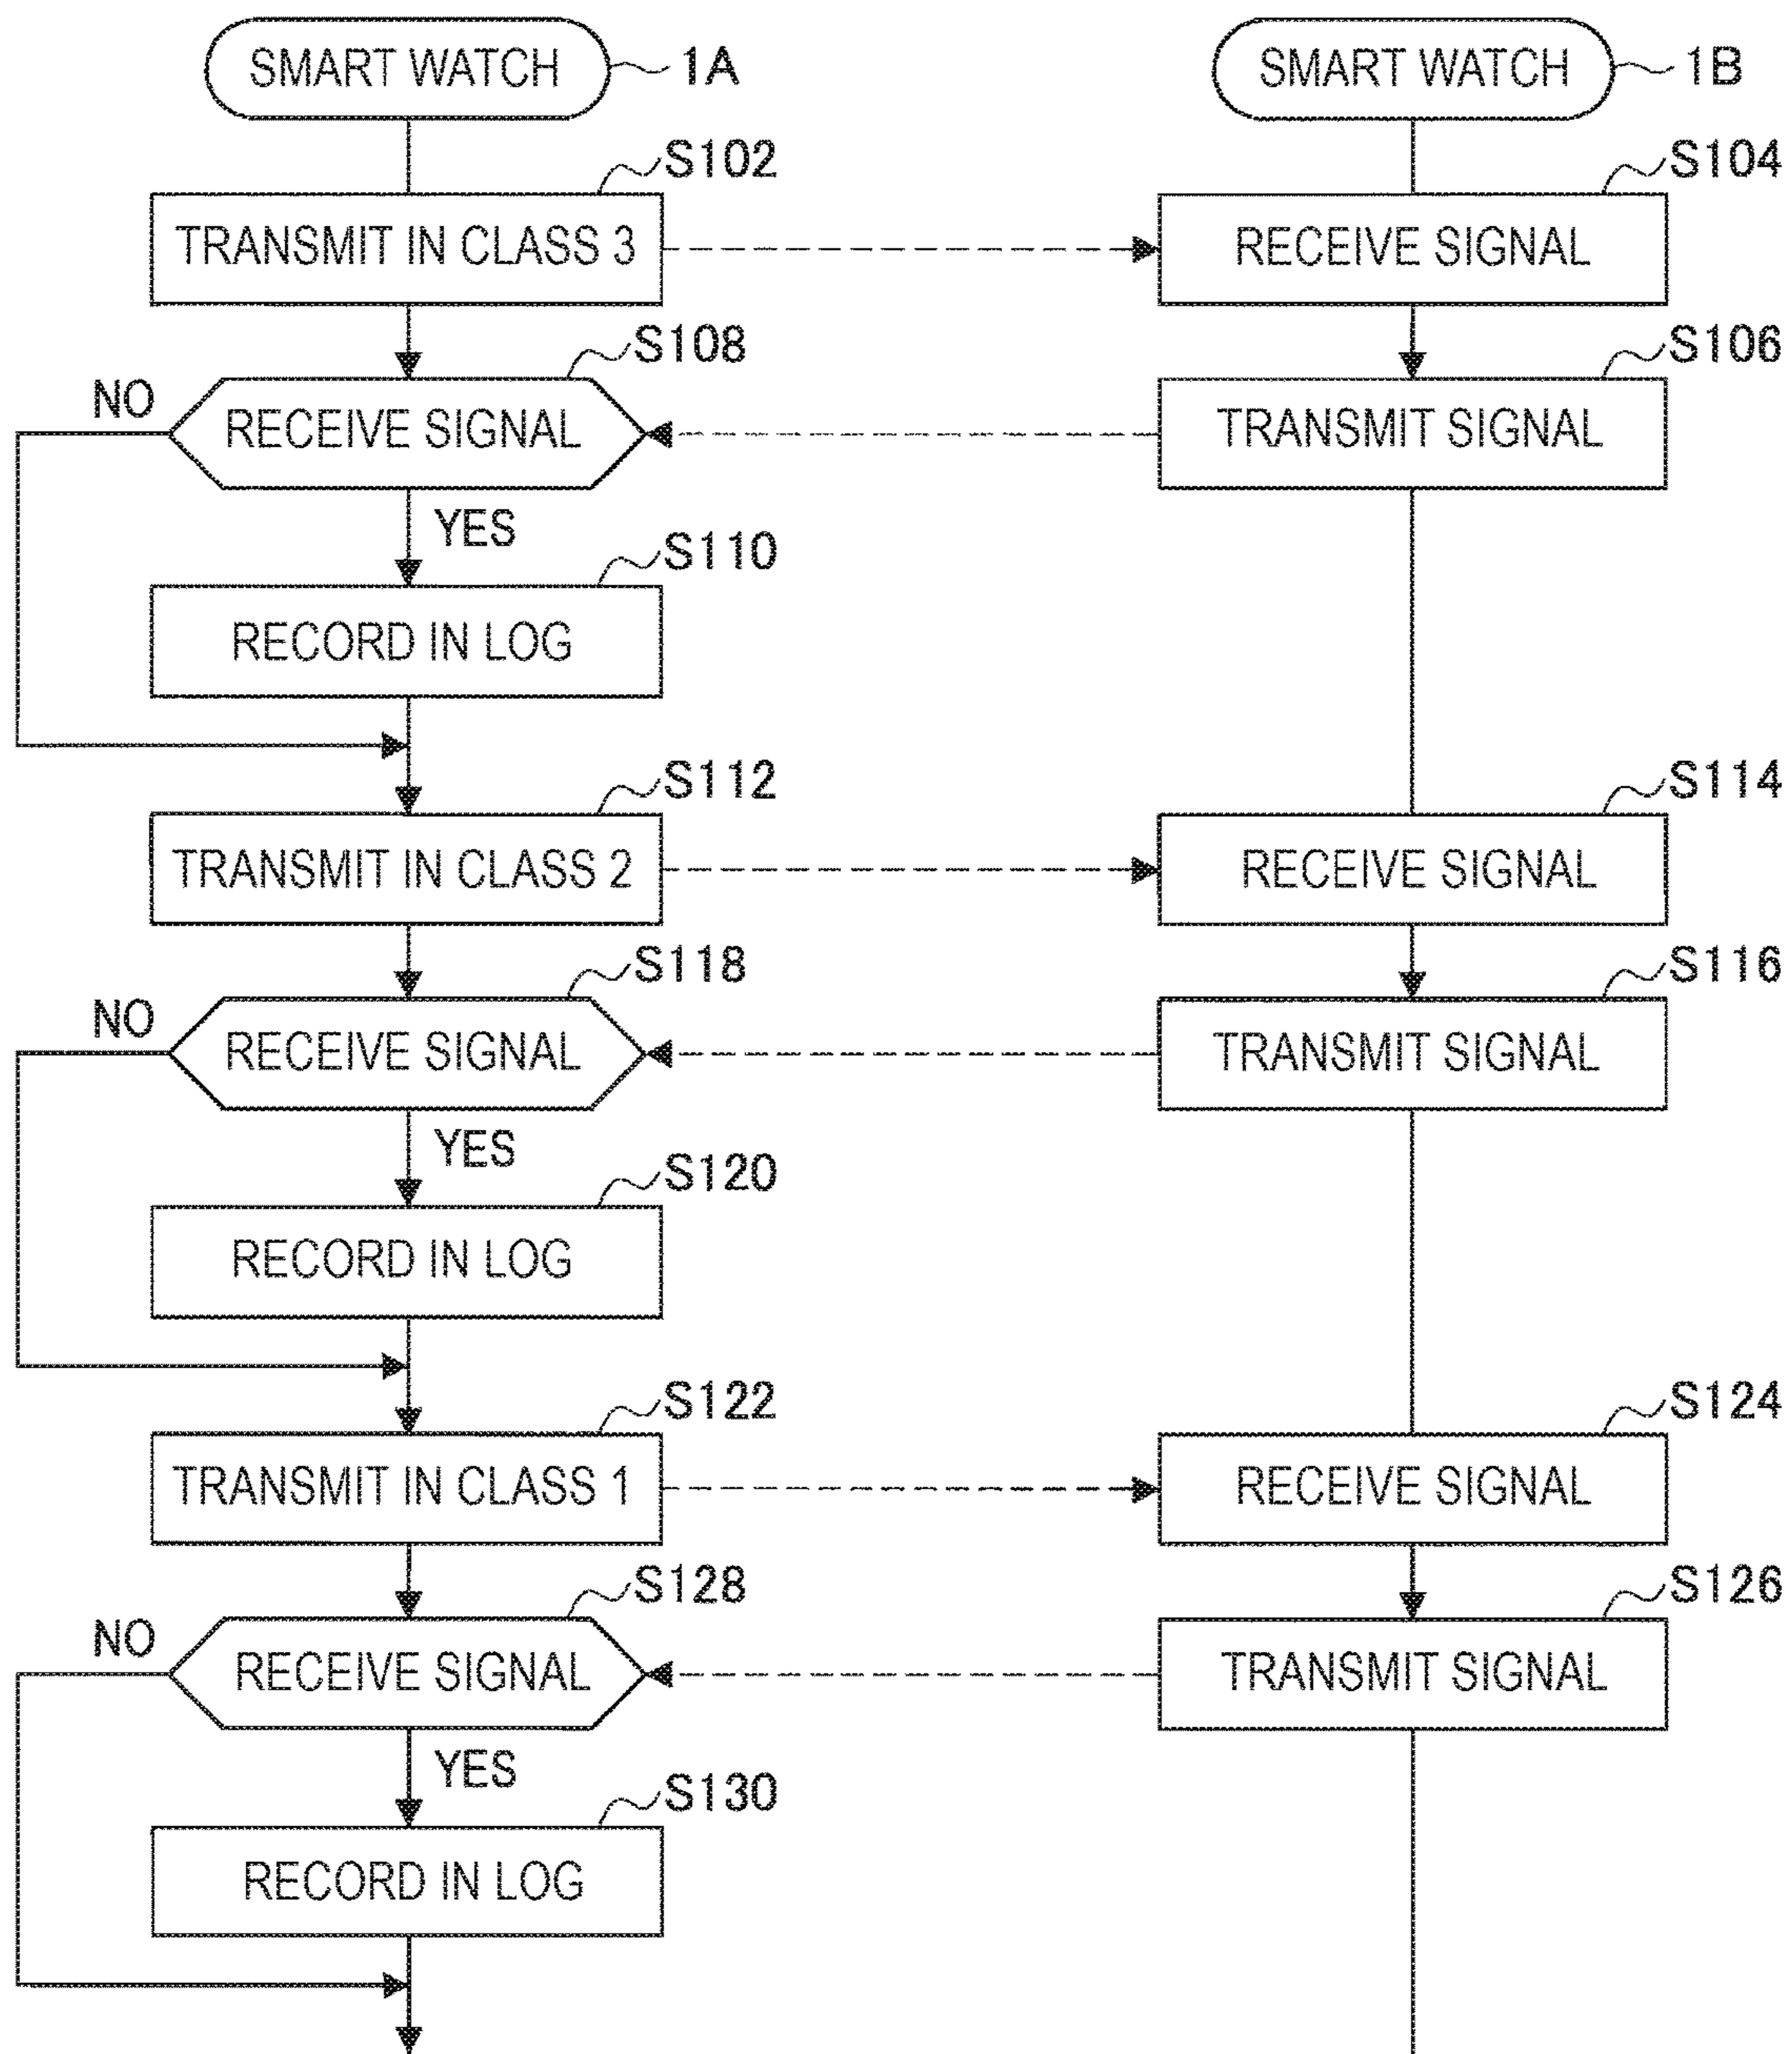 SMART WATCH 1A SMART WATCH 1B
S102 S104
TRANSMIT IN CLASS 3 RECEIVE SIGNAL
S108 S106
NO RECEIVE SIGNAL TRANSMIT SIGNAL
YES
S110
RECORD IN LOG
S112 S114
TRANSMIT IN CLASS 2 RECEIVE SIGNAL
S118 S116
NO RECEIVE SIGNAL TRANSMIT SIGNAL
YES
S120
RECORD IN LOG
S122 S124
TRANSMIT IN CLASS 1 RECEIVE SIGNAL
S128 S126
NO RECEIVE SIGNAL TRANSMIT SIGNAL
YES
S130
RECORD IN LOG